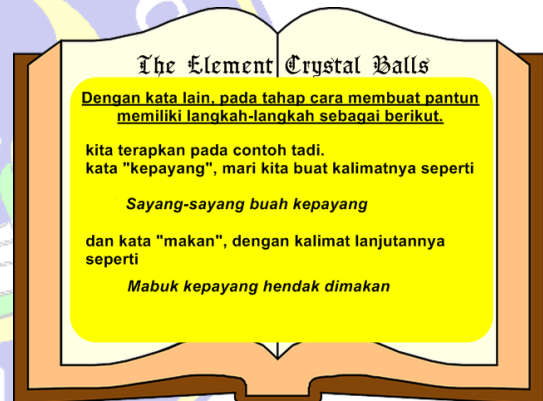 The Element Crystal Balls
Dengan kata lain, pada tahap cara membuat pantun
memiliki langkah-langkah sebagai berikut.
kita terapkan pada contoh tadi.
kata "kepayang", mari kita buat kalimatnya seperti
Sayang-sayang buah kepayang
dan kata "makan", dengan kalimat lanjutannya
seperti
Mabuk kepayang hendak dimakan